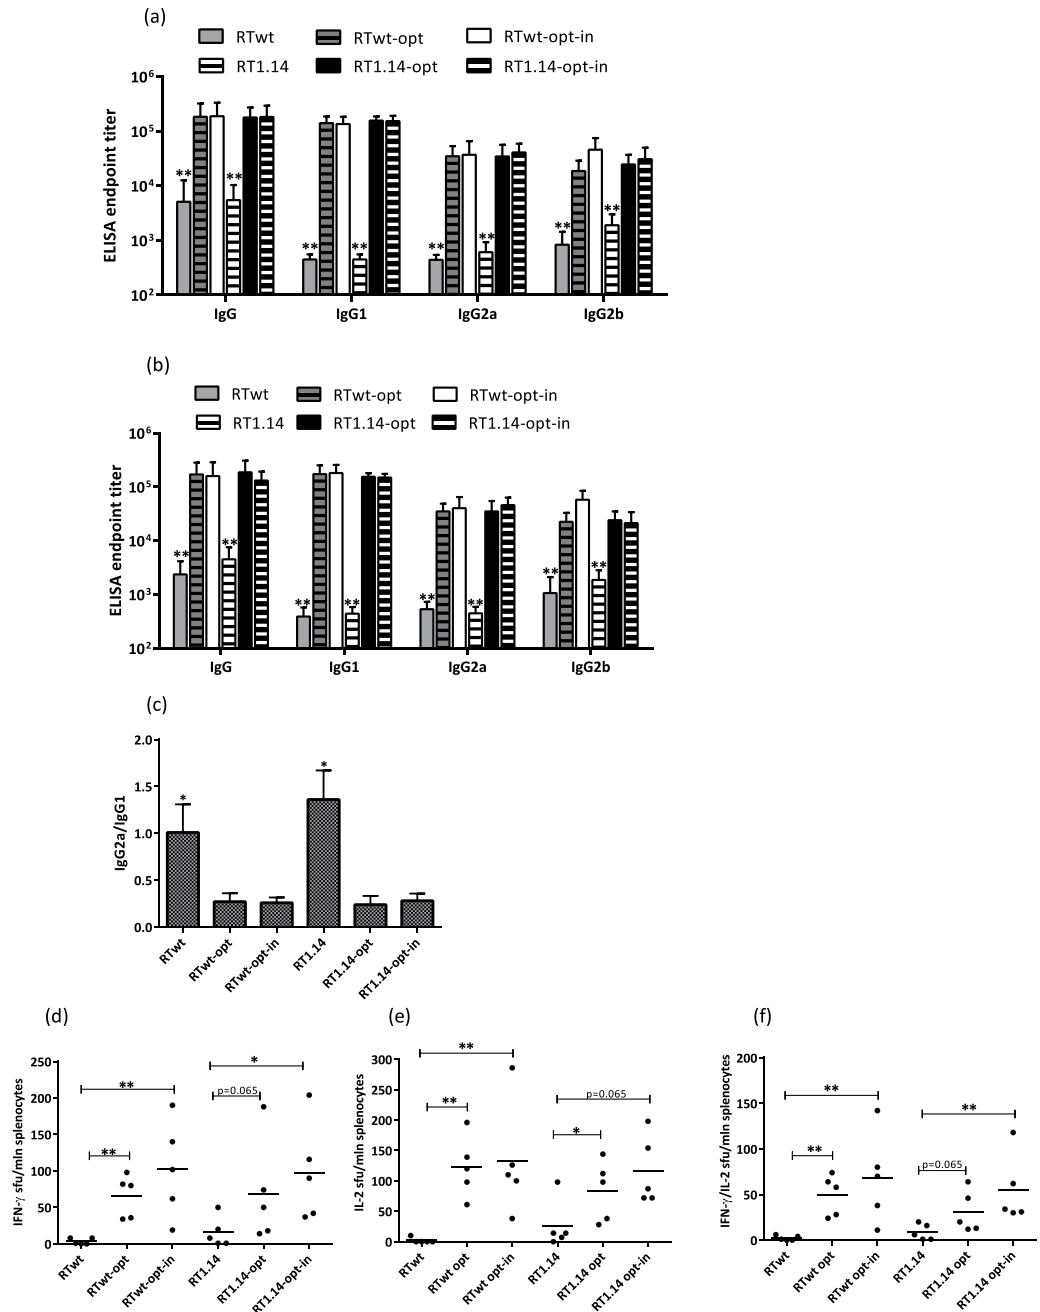 (a)
RTwt RTwt-opt RTwt-opt-in
RT1.14 RT1.14-opt RT1.14-opt-in
ELISA endpoint titer
10⁶
10⁵
10⁴
10³
10²
** ** ** ** ** ** ** **
IgG IgG1 IgG2a IgG2b
(b)
RTwt RTwt-opt RTwt-opt-in
RT1.14 RT1.14-opt RT1.14-opt-in
ELISA endpoint titer
10⁶
10⁵
10⁴
10³
10²
** ** ** ** ** ** ** **
IgG IgG1 IgG2a IgG2b
(c)
IgG2a/IgG1
2.0
1.5
1.0
0.5
0.0
* *
RTwt RTwt-opt RTwt-opt-in RT1.14 RT1.14-opt RT1.14-opt-in
(d)
IFN-γ sfu/mln splenocytes
250
200
150
100
50
0
** ** * p=0.065
RTwt RTwt-opt RTwt-opt-in RT1.14 RT1.14-opt RT1.14-opt-in
(e)
IL-2 sfu/mln splenocytes
300
250
200
150
100
50
0
** ** p=0.065 *
RTwt RTwt opt RTwt opt-in RT1.14 RT1.14 opt RT1.14 opt-in
(f)
IFN-γ/IL-2 sfu/mln splenocytes
200
150
100
50
0
** ** ** p=0.065
RTwt RTwt opt RTwt opt-in RT1.14 RT1.14 opt RT1.14 opt-in